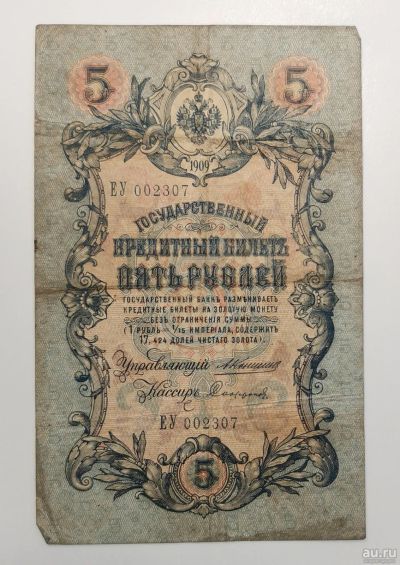 5 5
1909
ЕУ 002307
ГОСУДАРСТВЕННЫЙ
КРЕДИТНЫЙ БИЛЕТЪ
ПЯТЬ РУБЛЕЙ
ГОСУДАРСТВЕННЫЙ БАНКЪ РАЗМѢНИВАЕТЪ
КРЕДИТНЫЕ БИЛЕТЫ НА ЗОЛОТУЮ МОНЕТУ
БЕЗЪ ОГРАНИЧЕНІЯ СУММЫ
(1 РУБЛЬ = 1/15 ИМПЕРІАЛА, СОДЕРЖИТЪ
17,424 ДОЛЕЙ ЧИСТАГО ЗОЛОТА).
Управляющій
Кассиръ
ЕУ 002307
5
au.ru